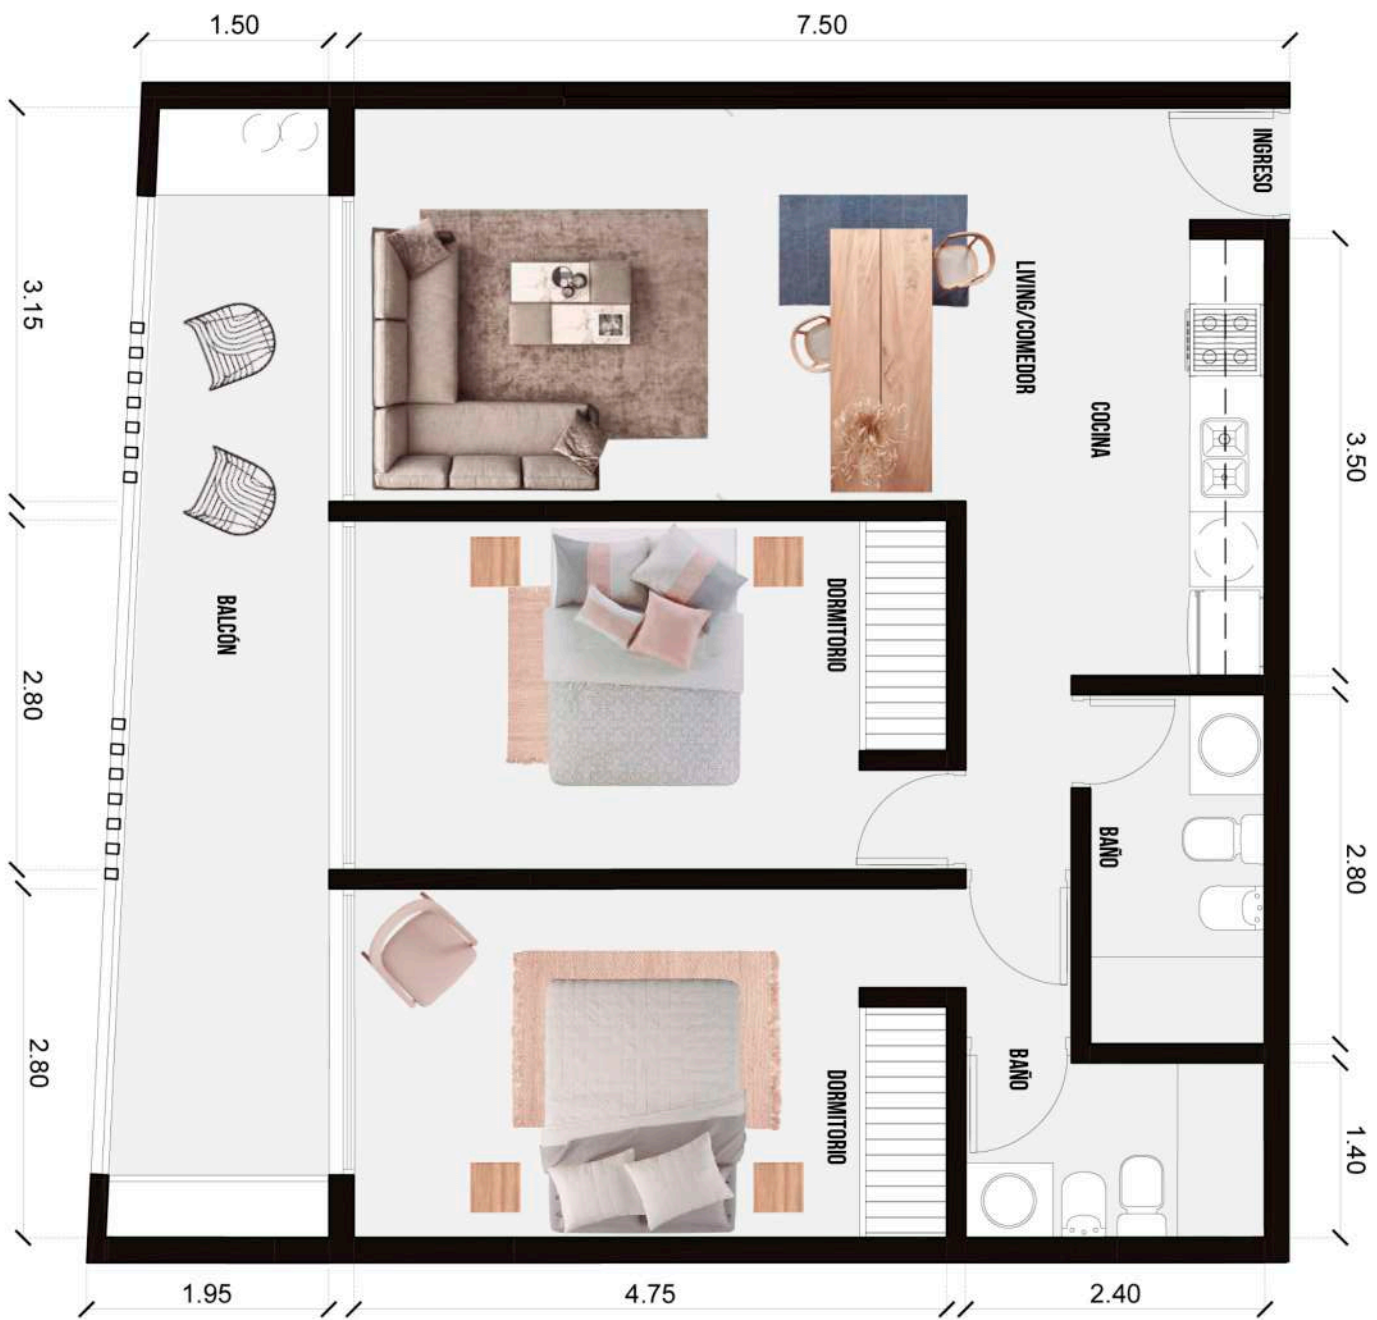 1.50
7.50
INGRESO
3.15
LIVING/COMEDOR
COCINA
3.50
BALCÓN
DORMITORIO
2.80
BAÑO
2.80
2.80
BAÑO
DORMITORIO
1.40
1.95
4.75
2.40